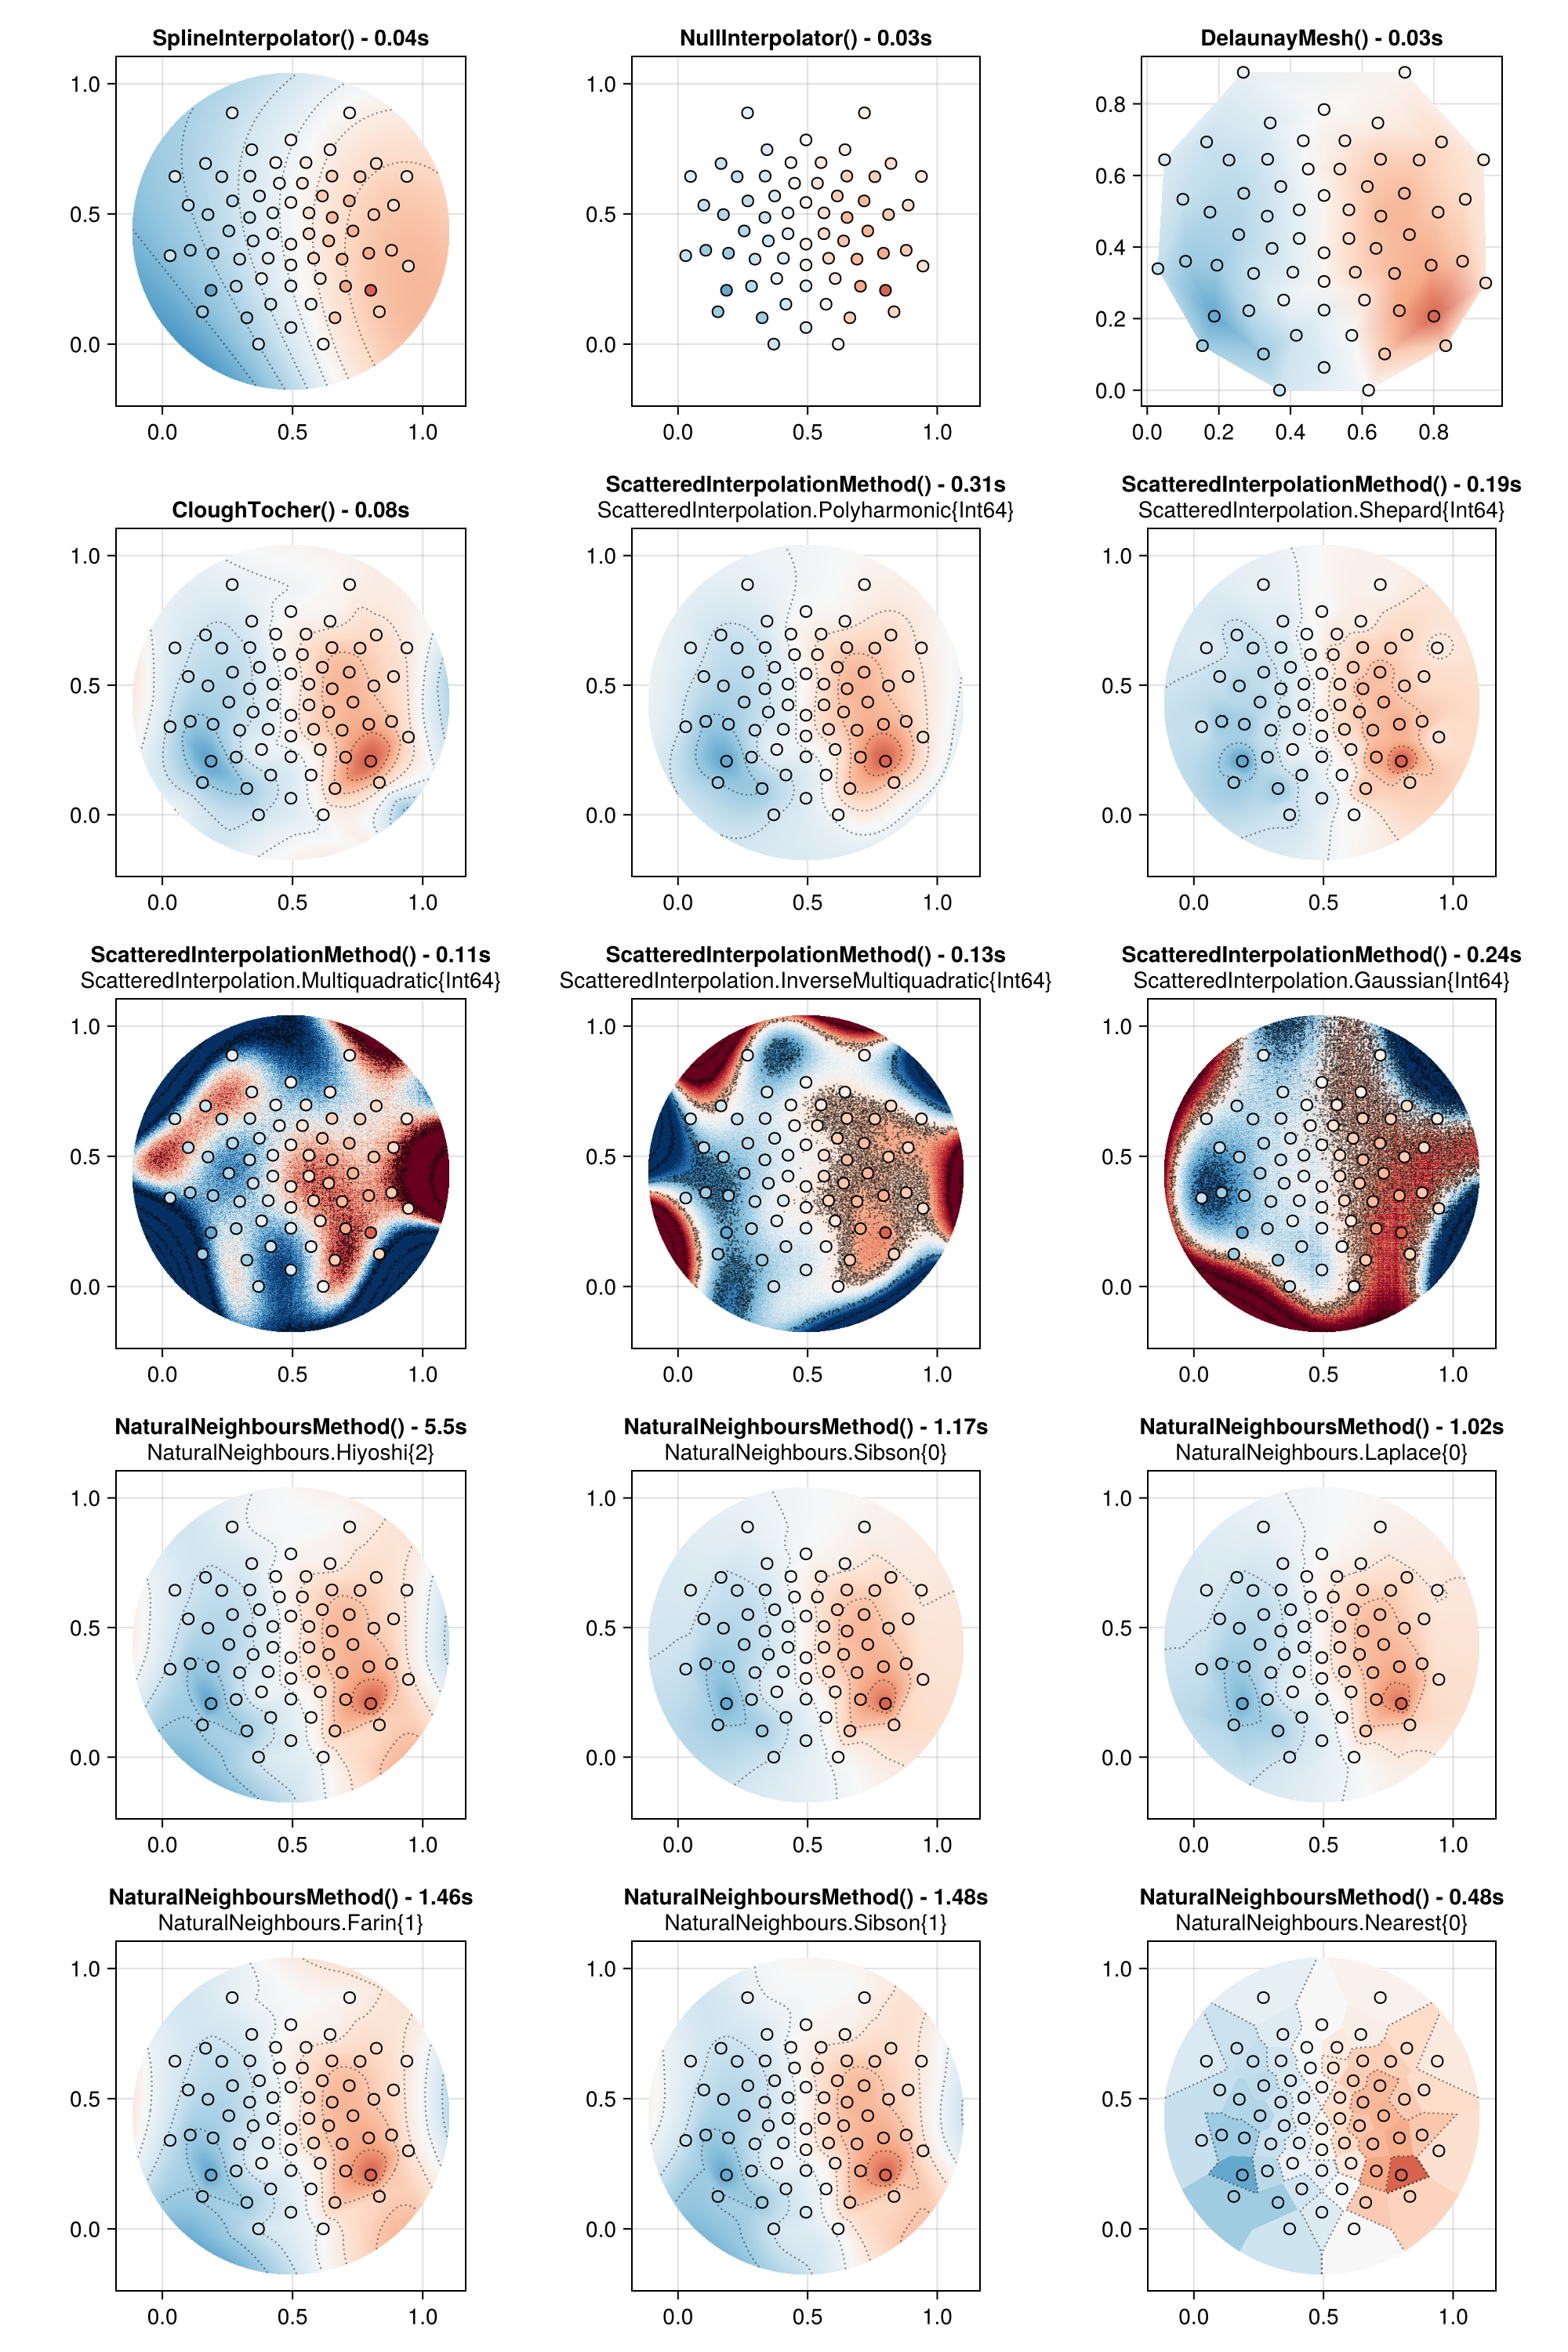 SplineInterpolator() - 0.04s
NullInterpolator() - 0.03s
DelaunayMesh() - 0.03s
1.0
0.5
0.0
0.0 0.5 1.0
1.0
0.5
0.0
0.0 0.5 1.0
0.8
0.6
0.4
0.2
0.0
0.0 0.2 0.4 0.6 0.8
CloughTocher() - 0.08s
ScatteredInterpolationMethod() - 0.31s
ScatteredInterpolation.Polyharmonic{Int64}
ScatteredInterpolationMethod() - 0.19s
ScatteredInterpolation.Shepard{Int64}
1.0
0.5
0.0
0.0 0.5 1.0
1.0
0.5
0.0
0.0 0.5 1.0
1.0
0.5
0.0
0.0 0.5 1.0
ScatteredInterpolationMethod() - 0.11s
ScatteredInterpolation.Multiquadratic{Int64}
ScatteredInterpolationMethod() - 0.13s
ScatteredInterpolation.InverseMultiquadratic{Int64}
ScatteredInterpolationMethod() - 0.24s
ScatteredInterpolation.Gaussian{Int64}
1.0
0.5
0.0
0.0 0.5 1.0
1.0
0.5
0.0
0.0 0.5 1.0
1.0
0.5
0.0
0.0 0.5 1.0
NaturalNeighboursMethod() - 5.5s
NaturalNeighbours.Hiyoshi{2}
NaturalNeighboursMethod() - 1.17s
NaturalNeighbours.Sibson{0}
NaturalNeighboursMethod() - 1.02s
NaturalNeighbours.Laplace{0}
1.0
0.5
0.0
0.0 0.5 1.0
1.0
0.5
0.0
0.0 0.5 1.0
1.0
0.5
0.0
0.0 0.5 1.0
NaturalNeighboursMethod() - 1.46s
NaturalNeighbours.Farin{1}
NaturalNeighboursMethod() - 1.48s
NaturalNeighbours.Sibson{1}
NaturalNeighboursMethod() - 0.48s
NaturalNeighbours.Nearest{0}
1.0
0.5
0.0
0.0 0.5 1.0
1.0
0.5
0.0
0.0 0.5 1.0
1.0
0.5
0.0
0.0 0.5 1.0